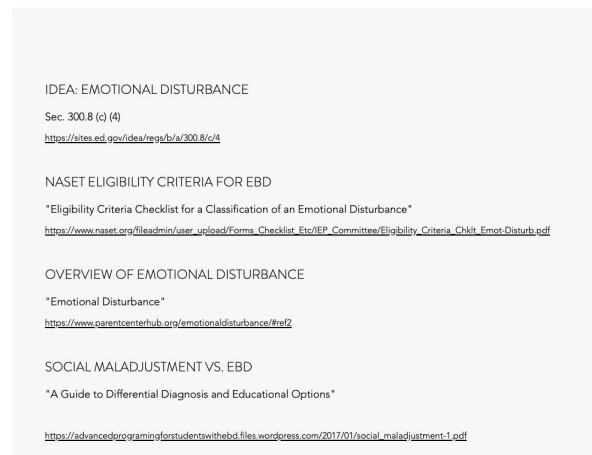 IDEA: EMOTIONAL DISTURBANCE
Sec. 300.8 (c) (4)
https://sites.ed.gov/idea/regs/b/a/300.8/c/4
NASET ELIGIBILITY CRITERIA FOR EBD
"Eligibility Criteria Checklist for a Classification of an Emotional Disturbance"
https://www.naset.org/fileadmin/user_upload/Forms_Checklist_Etc/IEP_Committee/Eligibility_Criteria_Chklt_Emot-Disturb.pdf
OVERVIEW OF EMOTIONAL DISTURBANCE
"Emotional Disturbance"
https://www.parentcenterhub.org/emotionaldisturbance/#ref2
SOCIAL MALADJUSTMENT VS. EBD
"A Guide to Differential Diagnosis and Educational Options"
https://advancedprogramingforstudentswithebd.files.wordpress.com/2017/01/social_maladjustment-1.pdf